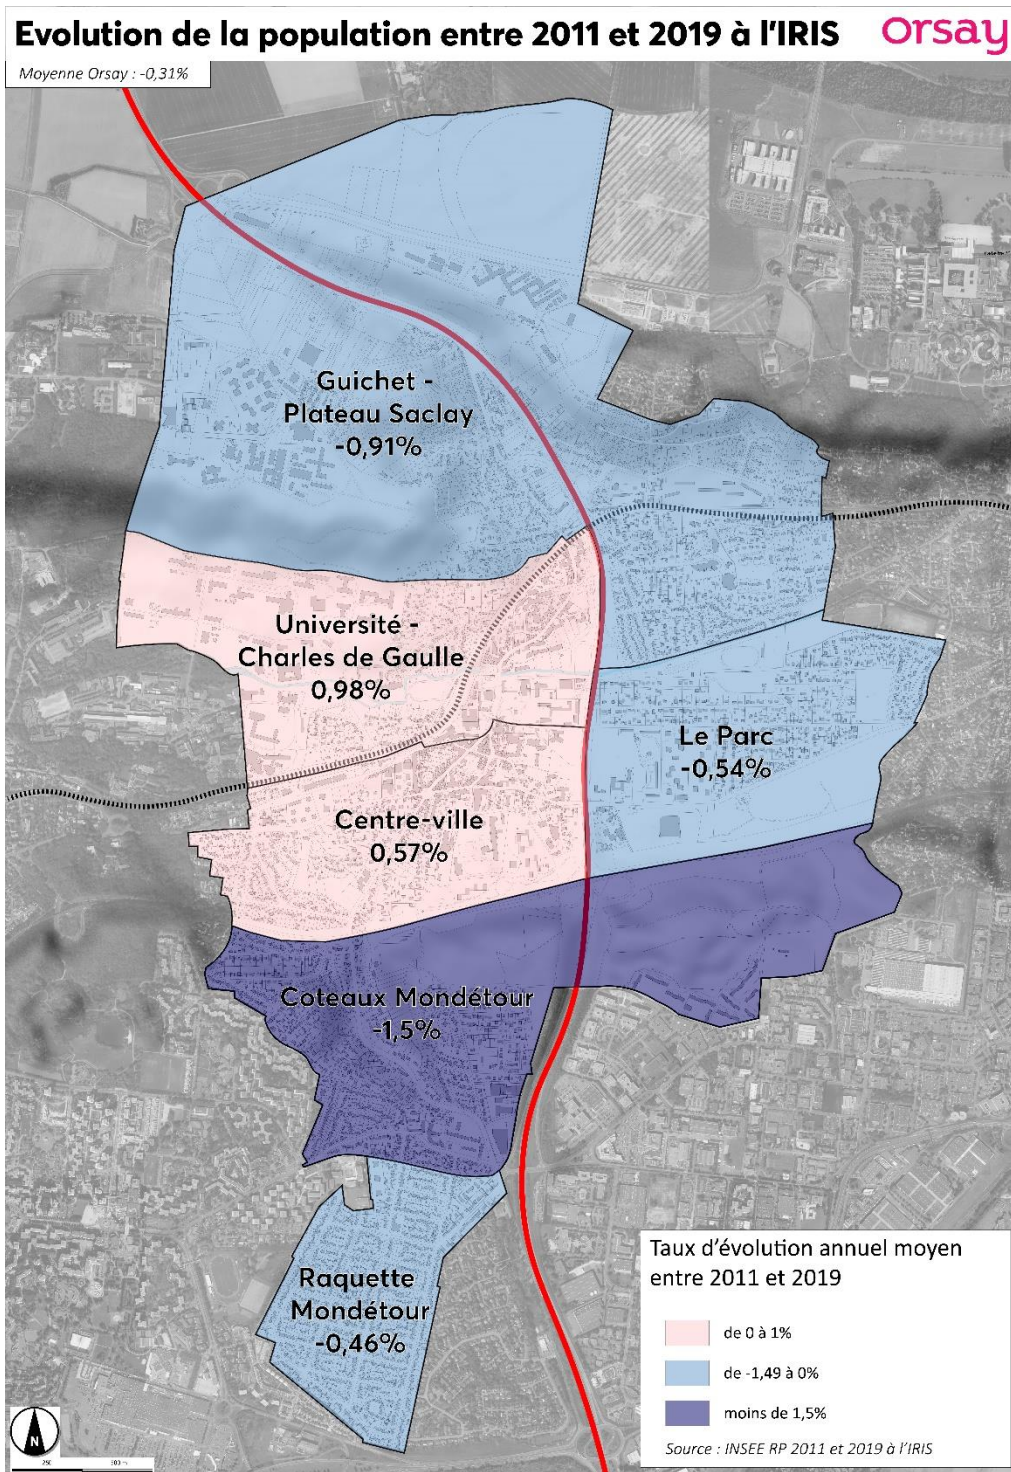 Evolution de la population entre 2011 et 2019 à l'IRIS
orsay
Moyenne Orsay : -0,31%
Guichet -
Plateau Saclay
-0,91%
Université -
Charles de Gaulle
0,98%
Le Parc
-0,54%
Centre-ville
0,57%
Coteaux Mondétour
-1,5%
Raquette
Mondétour
-0,46%
Taux d'évolution annuel moyen
entre 2011 et 2019
de 0 à 1%
de -1,49 à 0%
moins de 1,5%
Source : INSEE RP 2011 et 2019 à l'IRIS
N
250 500 m